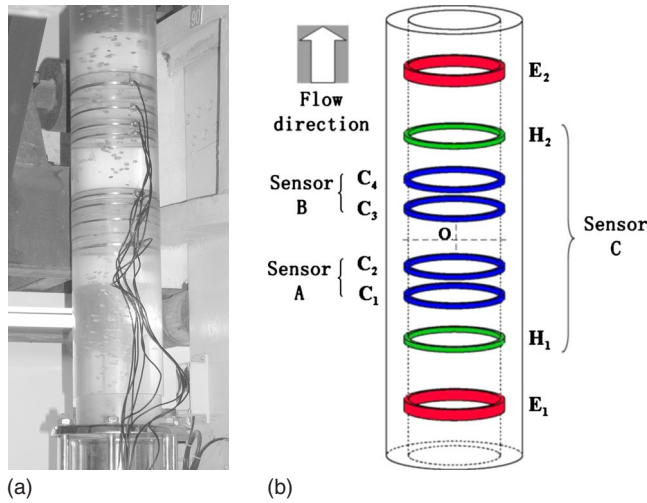 E₂
Flow
direction
H₂
Sensor
B
C₄
C₃
O
Sensor
C
Sensor
A
C₂
C₁
H₁
E₁
(a)
(b)